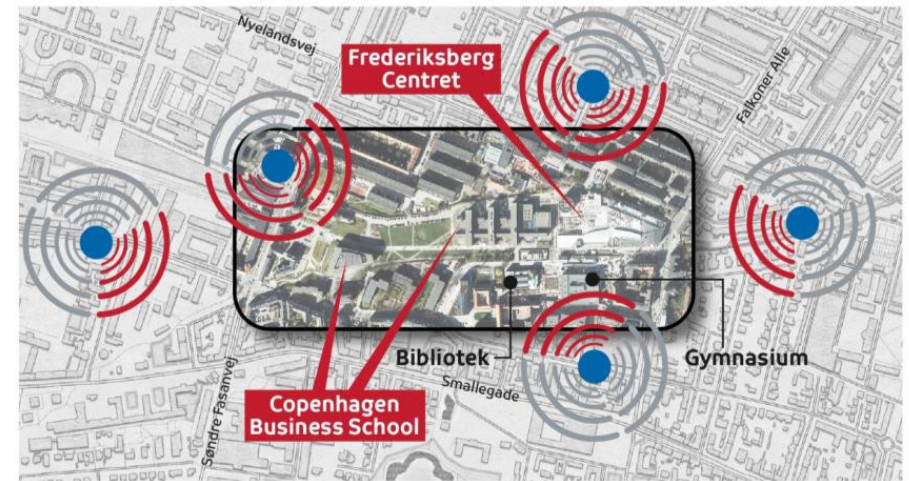 Nyelandsvej
Frederiksberg
Centret
Falkoner Alle
Bibliotek
Gymnasium
Smallegade
Copenhagen
Business School
Søndre Fasanvej